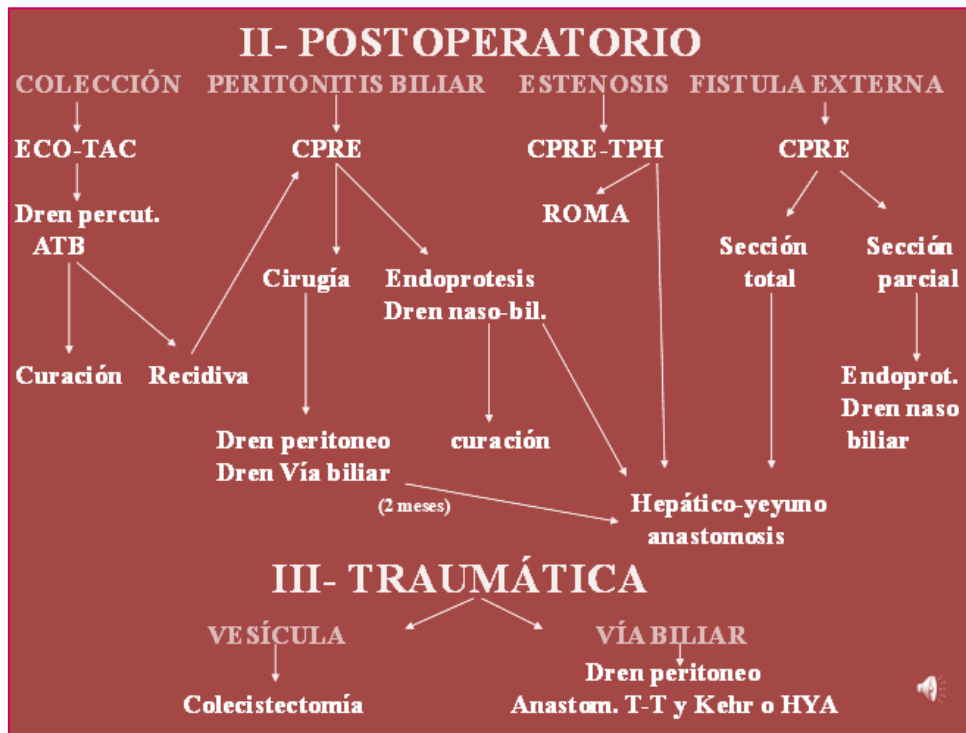 II- POSTOPERATORIO
COLECCIÓN PERITONITIS BILIAR ESTENOSIS FISTULA EXTERNA
ECO-TAC CPRE CPRE-TPH CPRE
Dren percut.
ATB
ROMA
Cirugía
Endoprotesis
Dren naso-bil.
Sección
total
Sección
parcial
Curación Recidiva
Endoprot.
Dren naso
biliar
Dren peritoneo
Dren Vía biliar
curación
(2 meses)
Hepático-yeyuno
anastomosis
III- TRAUMÁTICA
VESÍCULA VÍA BILIAR
Colecistectomía
Dren peritoneo
Anastom. T-T y Kehr o HYA